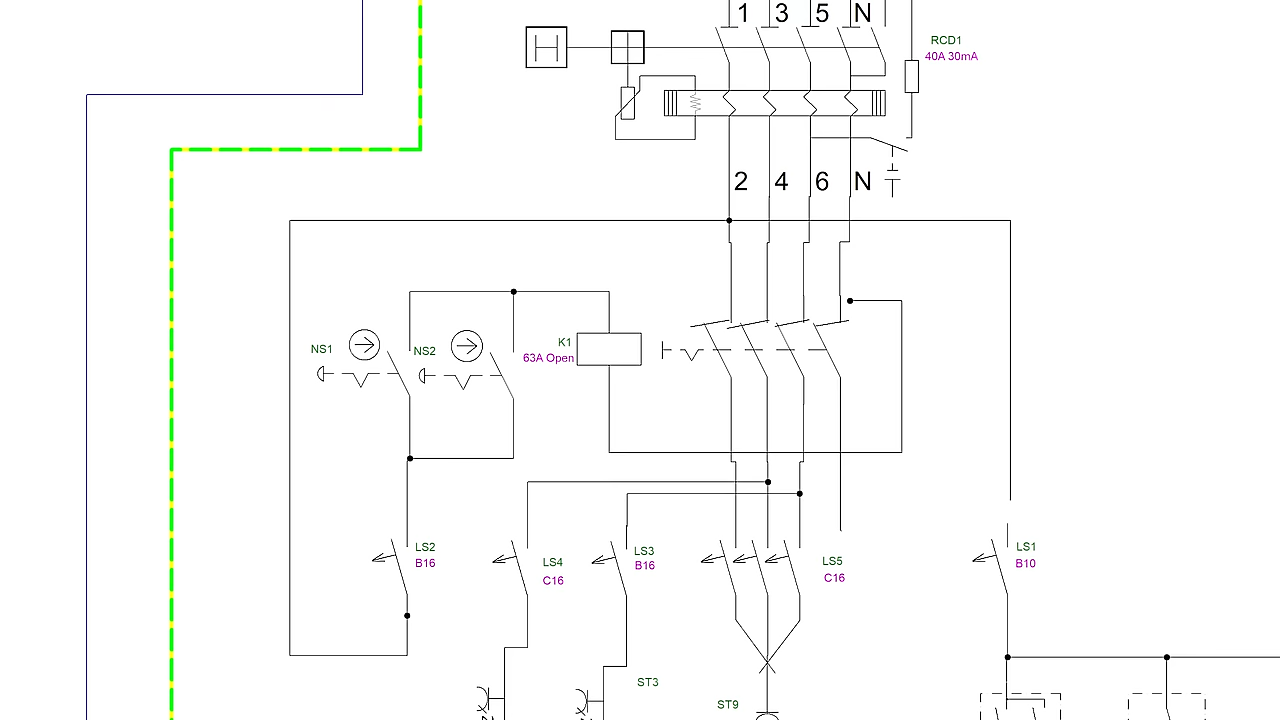 1 3 5 N
RCD1
40A 30mA
2 4 6 N
NS1
NS2
K1
63A Open
LS2
B16
LS4
C16
LS3
B16
LS5
C16
LS1
B10
ST3
ST9